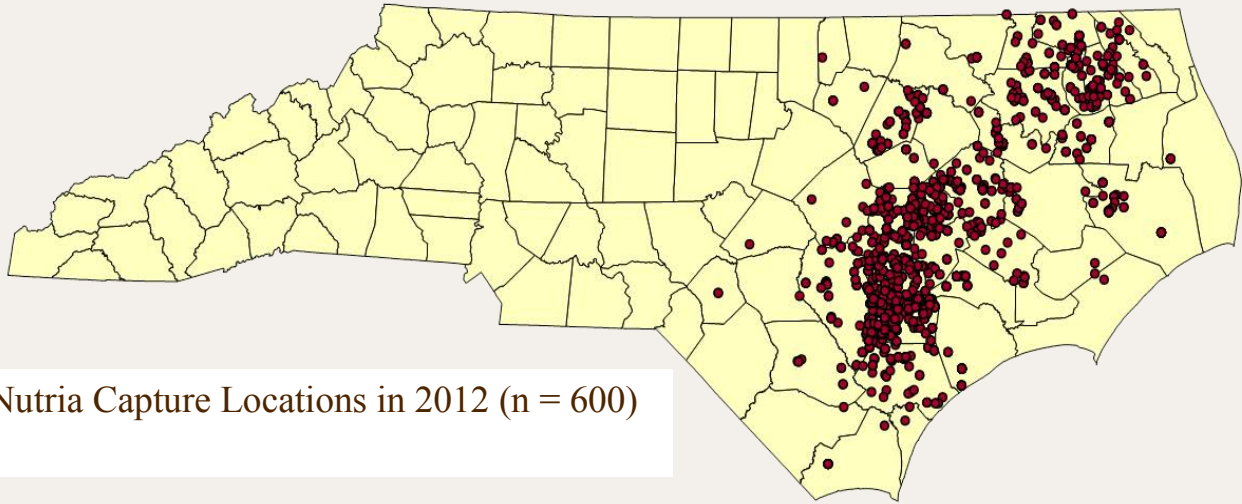 Nutria Capture Locations in 2012 (n = 600)